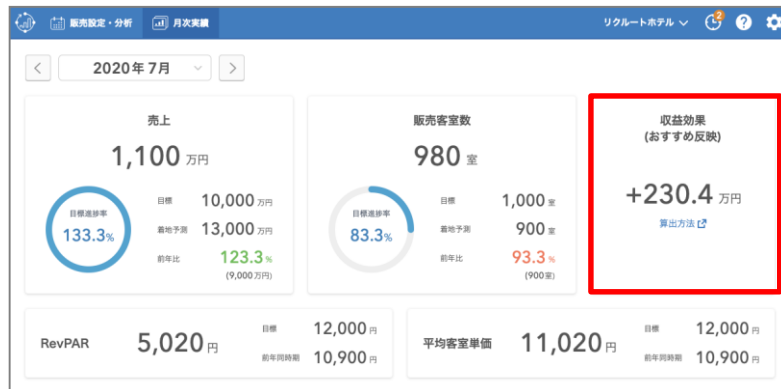 販売設定・分析 月次実績 リクルートホテル 2
2020年 7月
売上
1,100 万円
目標進捗率
133.3%
目標 10,000 万円
着地予測 13,000 万円
前年比 123.3 %
(9,000 万円)
販売客室数
980 室
目標進捗率
83.3%
目標 1,000 室
着地予測 900 室
前年比 93.3 %
(900室)
収益効果
(おすすめ反映)
+230.4 万円
算出方法
RevPAR 5,020 円
目標 12,000 円
前年同時期 10,900 円
平均客室単価 11,020 円
目標 12,000 円
前年同時期 10,900 円